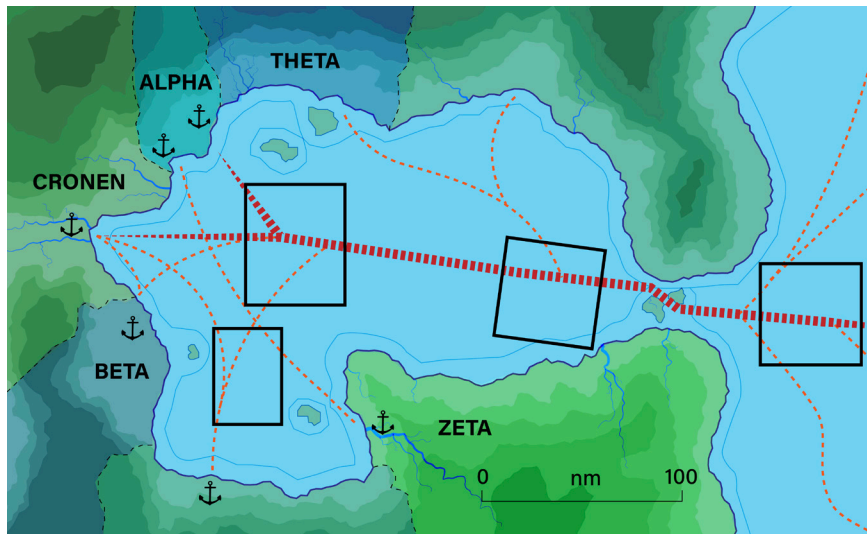 THETA
ALPHA
CRONEN
BETA
ZETA
0 nm 100